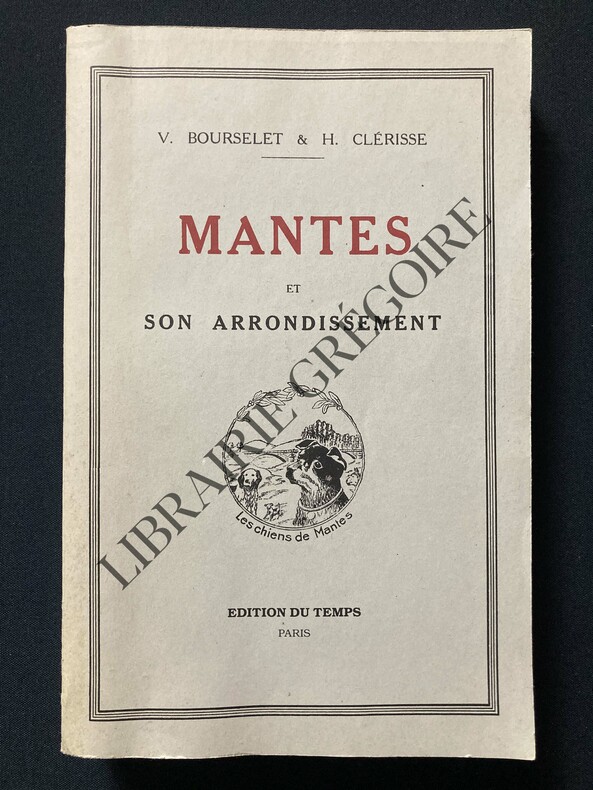 V. BOURSELET & H. CLÉRISSE
MANTES
ET
SON ARRONDISSEMENT
Les chiens de Mantes
EDITION DU TEMPS
PARIS
LIBRAIRIE GRÉGOIRE